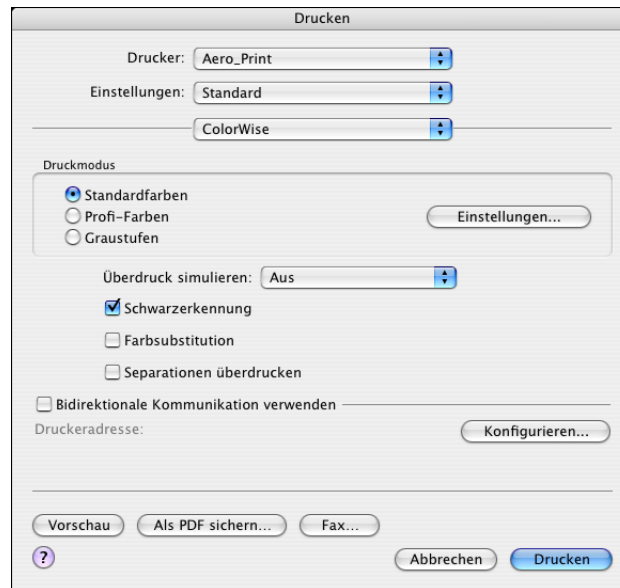 Drucken
Drucker: Aero_Print
Einstellungen: Standard
ColorWise
Druckmodus
Standardfarben
Profi-Farben
Einstellungen...
Graustufen
Überdruck simulieren: Aus
Schwarzerkennung
Farbsubstitution
Separationen überdrucken
Bidirektionale Kommunikation verwenden
Druckeradresse:
Konfigurieren...
Vorschau Als PDF sichern... Fax...
? Abbrechen Drucken